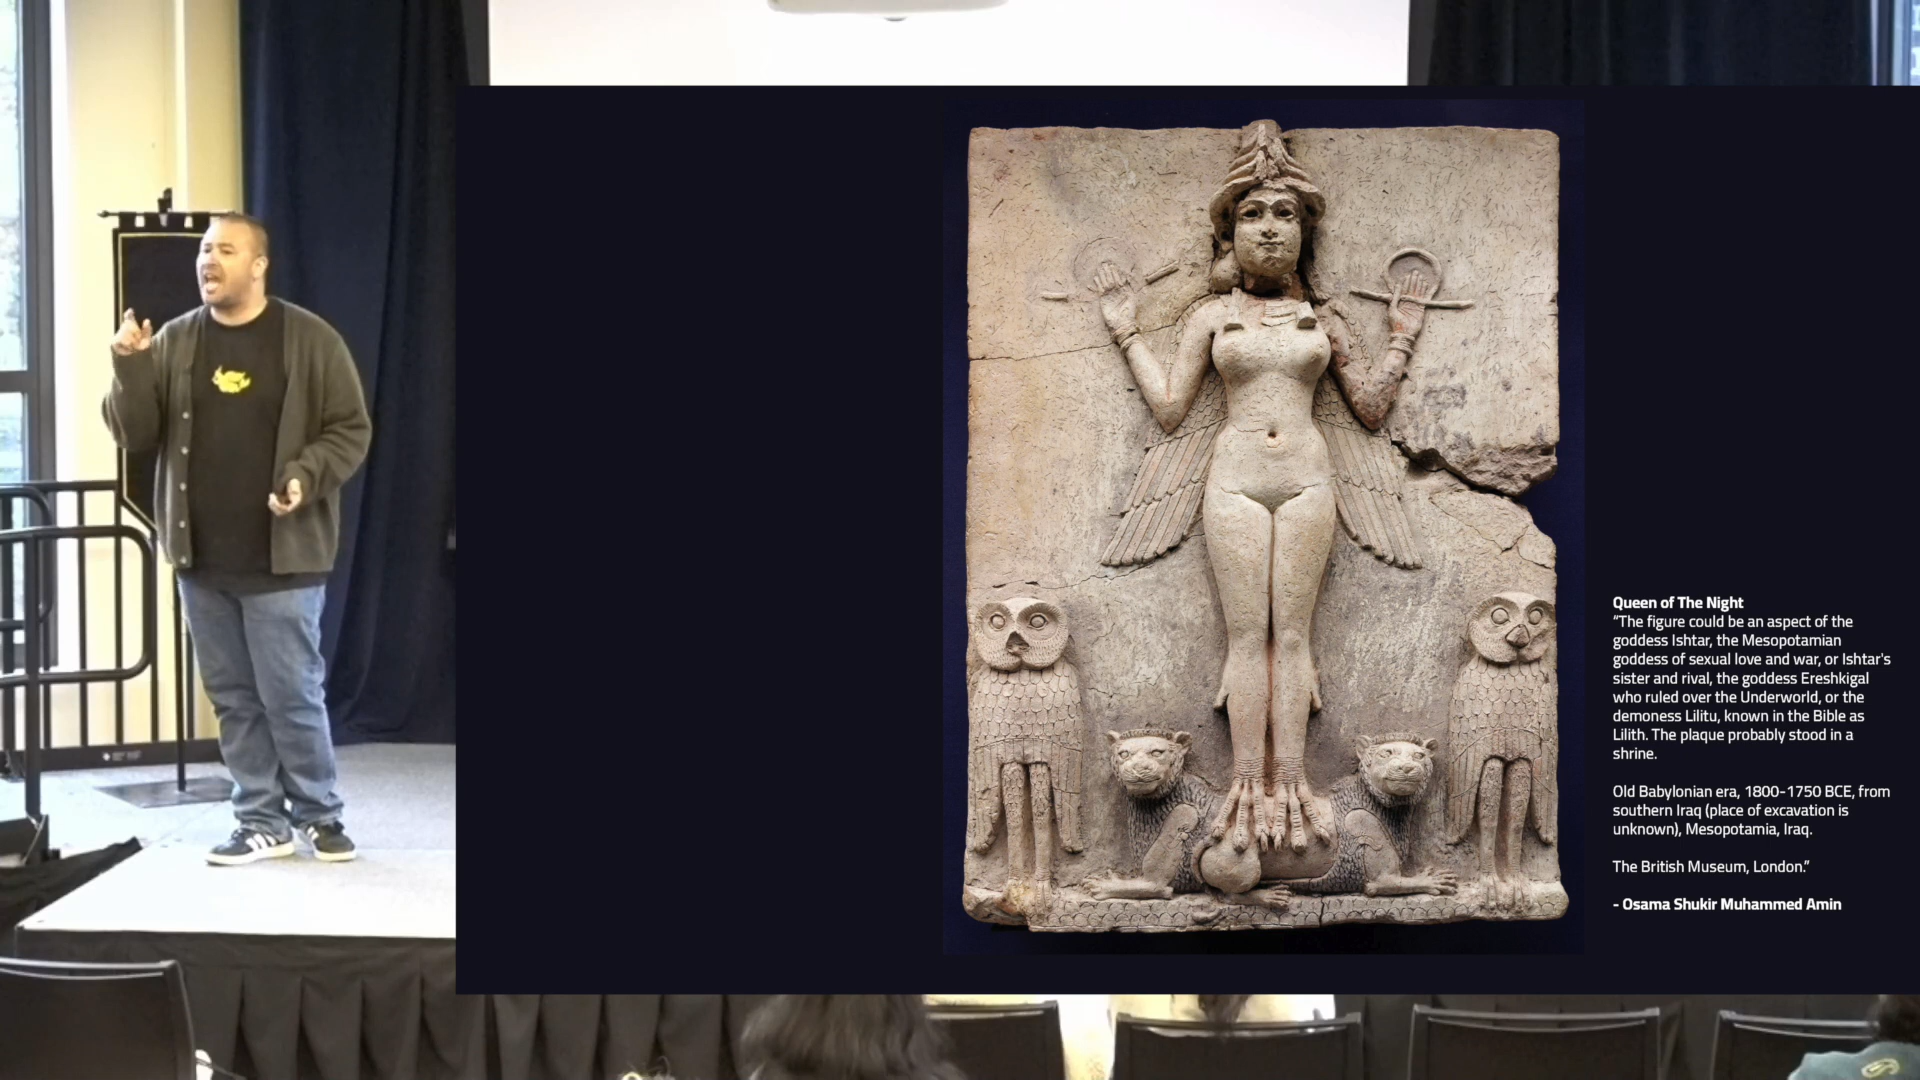 Queen of The Night
"The figure could be an aspect of the
goddess Ishtar, the Mesopotamian
goddess of sexual love and war, or Ishtar's
sister and rival, the goddess Ereshkigal
who ruled over the Underworld, or the
demoness Lilitu, known in the Bible as
Lilith. The plaque probably stood in a
shrine.
Old Babylonian era, 1800-1750 BCE, from
southern Iraq (place of excavation is
unknown), Mesopotamia, Iraq.
The British Museum, London."
- Osama Shukir Muhammed Amin